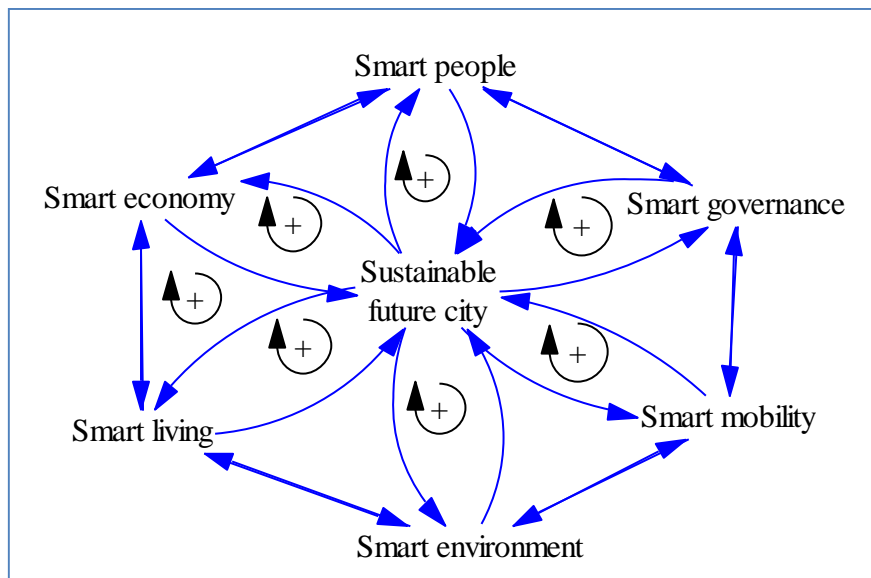 Smart people
+
Smart economy
+
+
Smart governance
+
Sustainable
future city
+
+
Smart living
+
Smart mobility
Smart environment